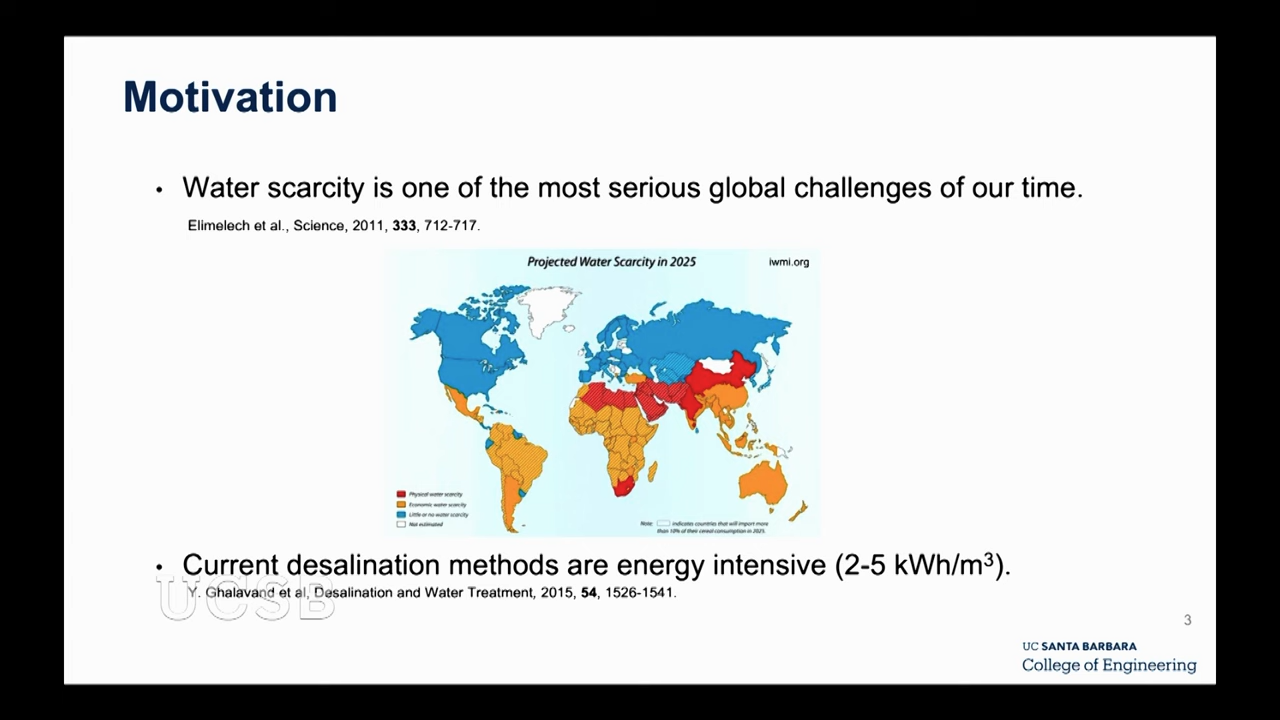 Motivation
• Water scarcity is one of the most serious global challenges of our time.
Elimelech et al., Science, 2011, 333, 712-717.
Projected Water Scarcity in 2025
iwmi.org
Physical water scarcity
Economic water scarcity
Little or no water scarcity
Not estimated
Note: indicates countries that will import more
than 10% of their cereal consumption in 2025.
• Current desalination methods are energy intensive (2-5 kWh/m³).
Y. Ghalavand et al, Desalination and Water Treatment, 2015, 54, 1526-1541.
UCSB
3
UC SANTA BARBARA
College of Engineering